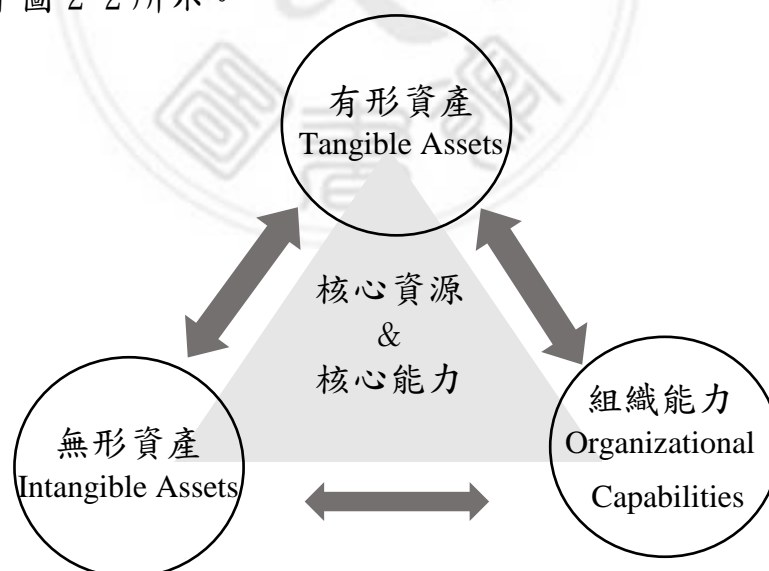 圖 2-2 所示。
有形資產
Tangible Assets
核心資源
&
核心能力
無形資產
Intangible Assets
組織能力
Organizational
Capabilities